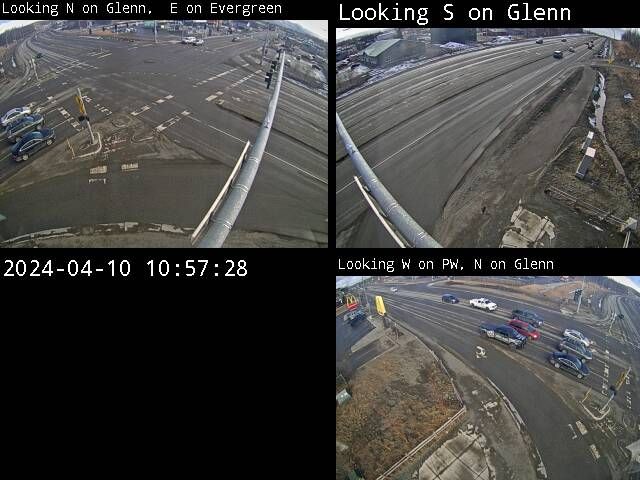 Looking N on Glenn, E on Evergreen
Looking S on Glenn
2024-04-10 10:57:28
Looking W on PW, N on Glenn